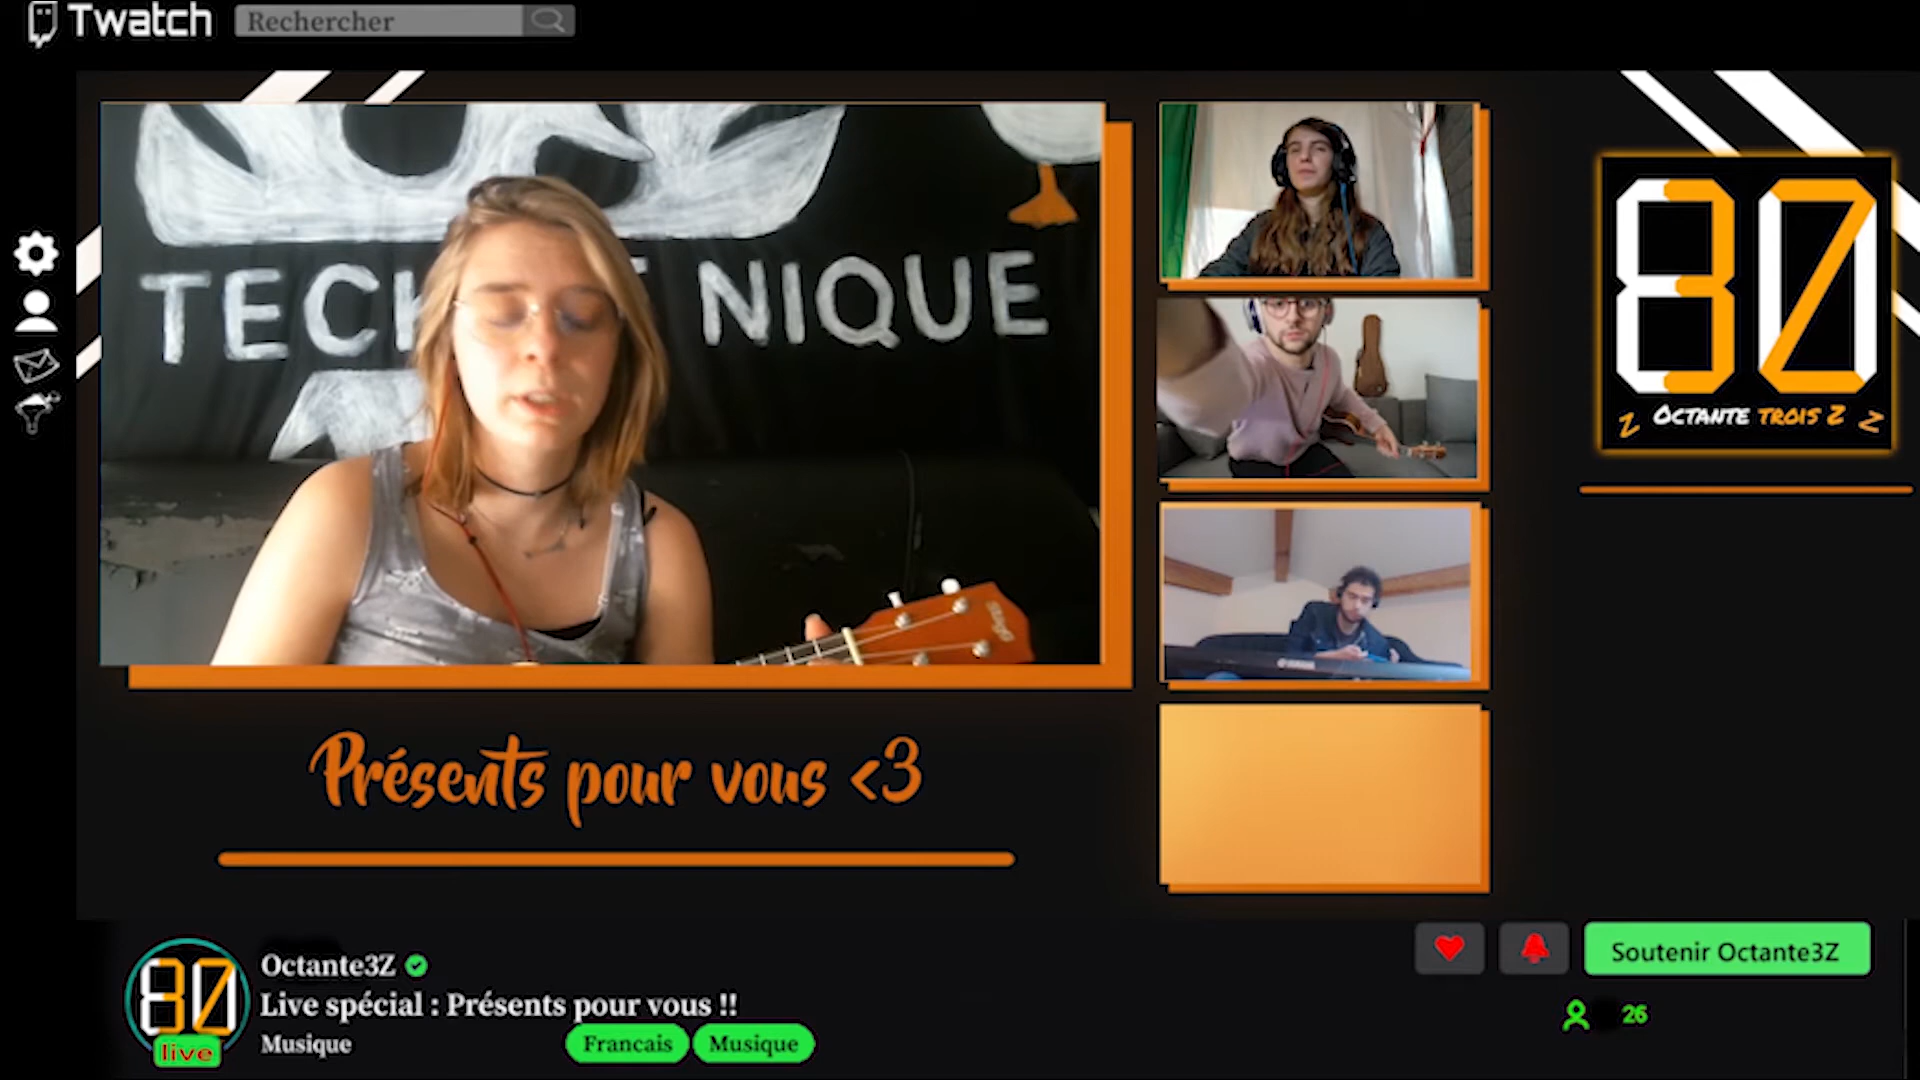 Twatch
Rechercher
TECH NIQUE
80
OCTANTE TROIS Z
Présents pour vous <3
Octante3Z
Live spécial : Présents pour vous !!
Musique
Francais
Musique
live
Soutenir Octante3Z
26